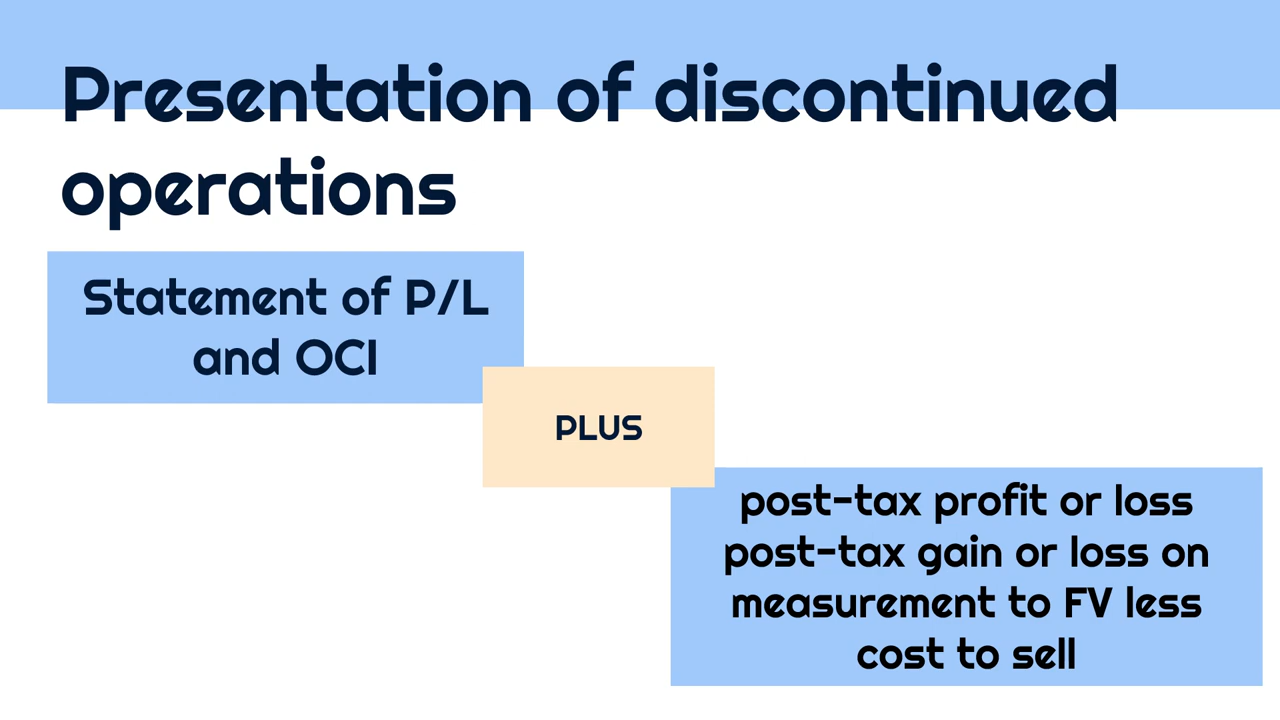 Presentation of discontinued
operations
Statement of P/L
and OCI
PLUS
post-tax profit or loss
post-tax gain or loss on
measurement to FV less
cost to sell